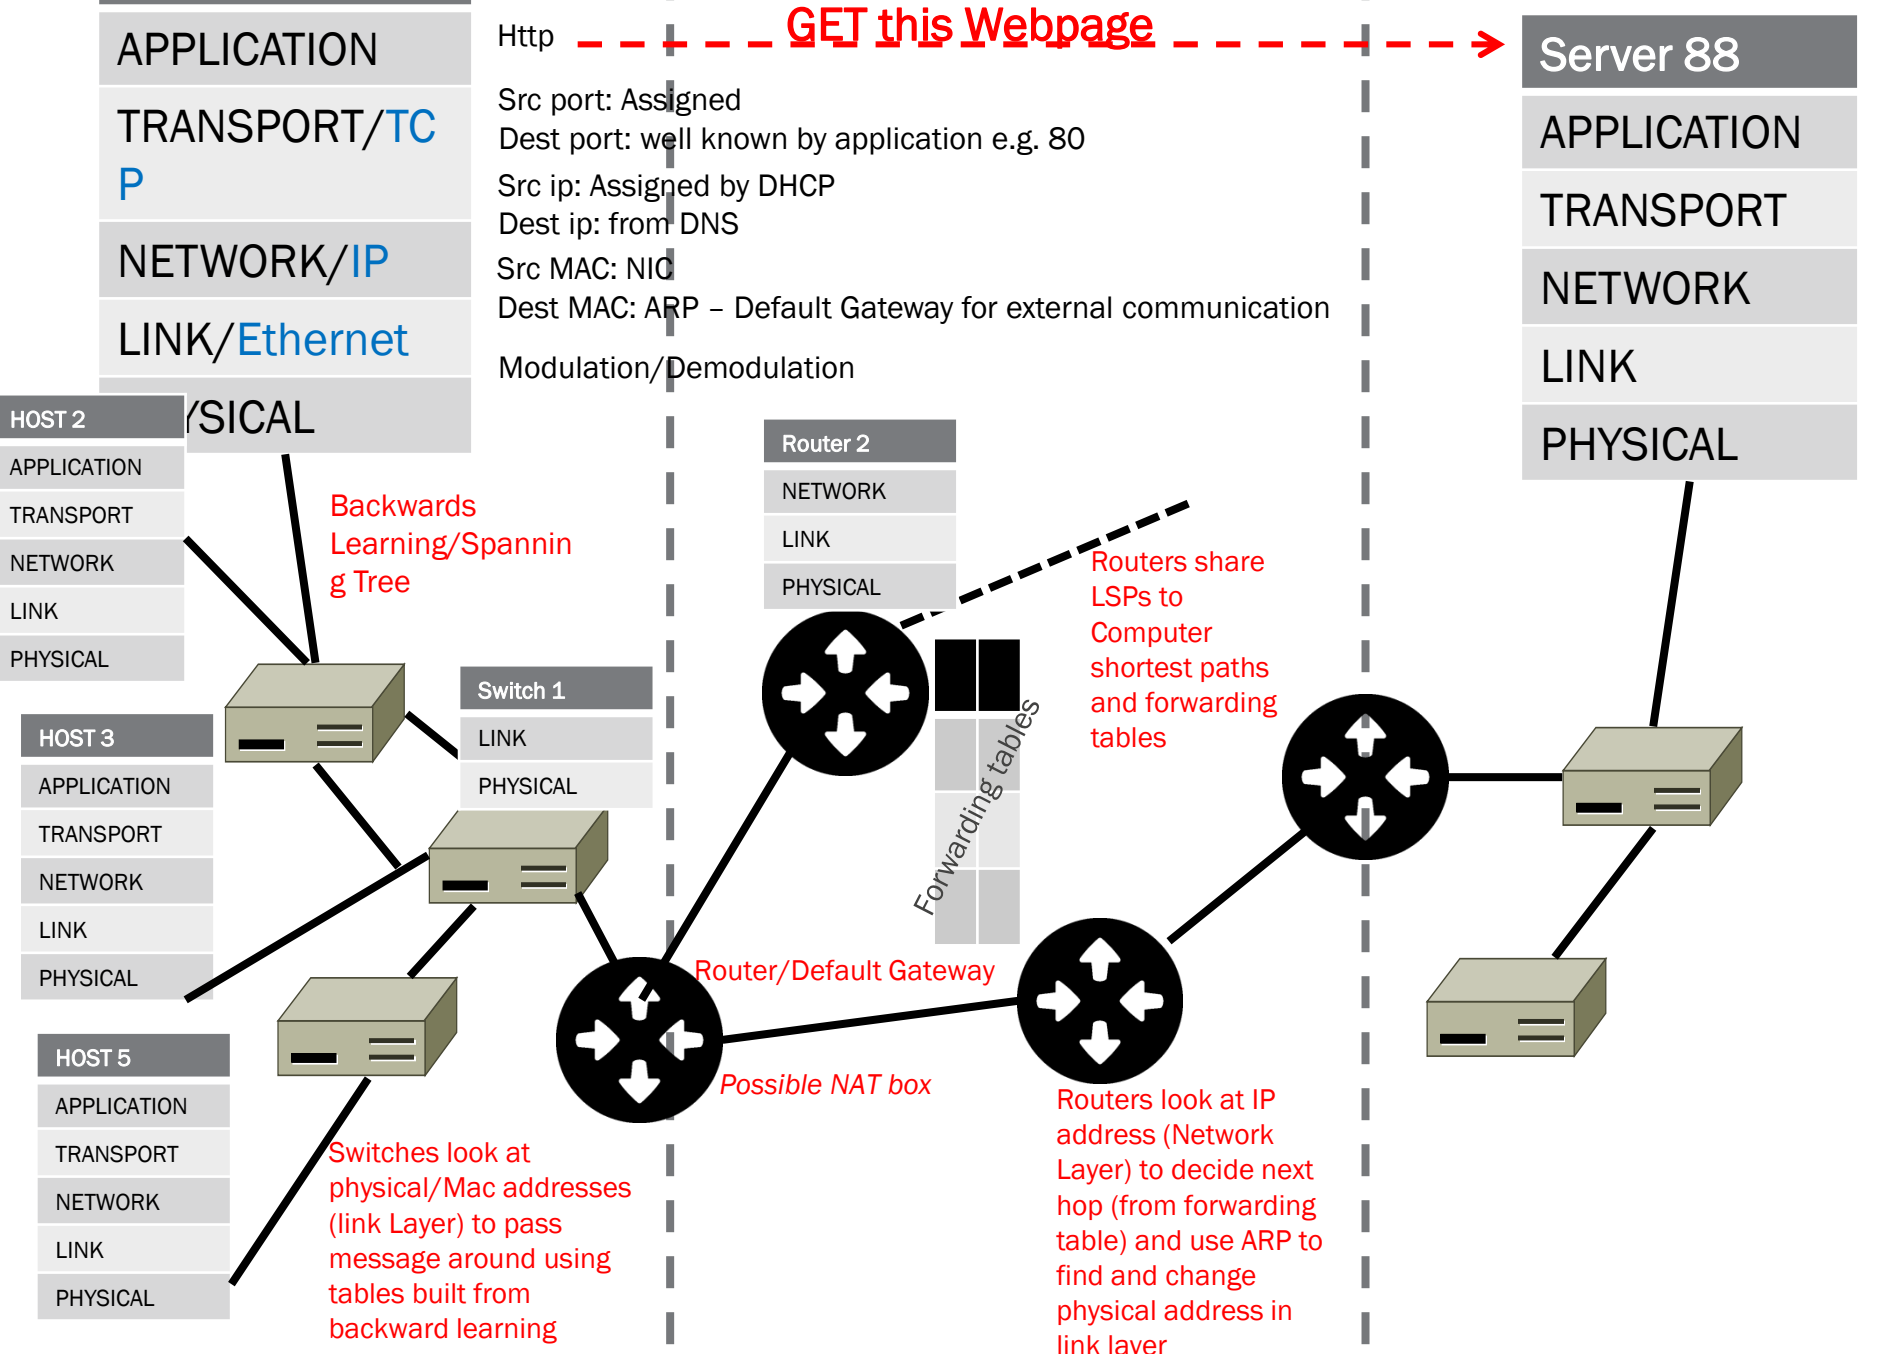 GET this Webpage
Http
APPLICATION
TRANSPORT/TC
P
NETWORK/IP
LINK/Ethernet
YSICAL
Src port: Assigned
Dest port: well known by application e.g. 80
Src ip: Assigned by DHCP
Dest ip: from DNS
Src MAC: NIC
Dest MAC: ARP – Default Gateway for external communication
Modulation/Demodulation
Server 88
APPLICATION
TRANSPORT
NETWORK
LINK
PHYSICAL
HOST 2
APPLICATION
TRANSPORT
NETWORK
LINK
PHYSICAL
Backwards
Learning/Spannin
g Tree
Router 2
NETWORK
LINK
PHYSICAL
Routers share
LSPs to
Computer
shortest paths
and forwarding
tables
Switch 1
LINK
PHYSICAL
HOST 3
APPLICATION
TRANSPORT
NETWORK
LINK
PHYSICAL
Forwarding tables
Router/Default Gateway
Possible NAT box
HOST 5
APPLICATION
TRANSPORT
NETWORK
LINK
PHYSICAL
Switches look at
physical/Mac addresses
(link Layer) to pass
message around using
tables built from
backward learning
Routers look at IP
address (Network
Layer) to decide next
hop (from forwarding
table) and use ARP to
find and change
physical address in
link layer